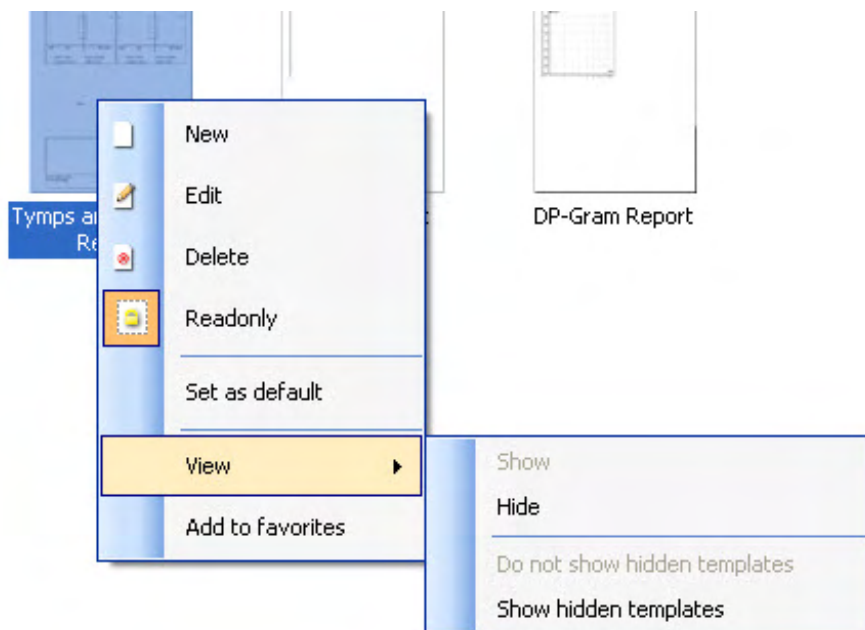 Tymps a
Re
DP-Gram Report
New
Edit
Delete
Readonly
Set as default
View
Add to favorites
Show
Hide
Do not show hidden templates
Show hidden templates